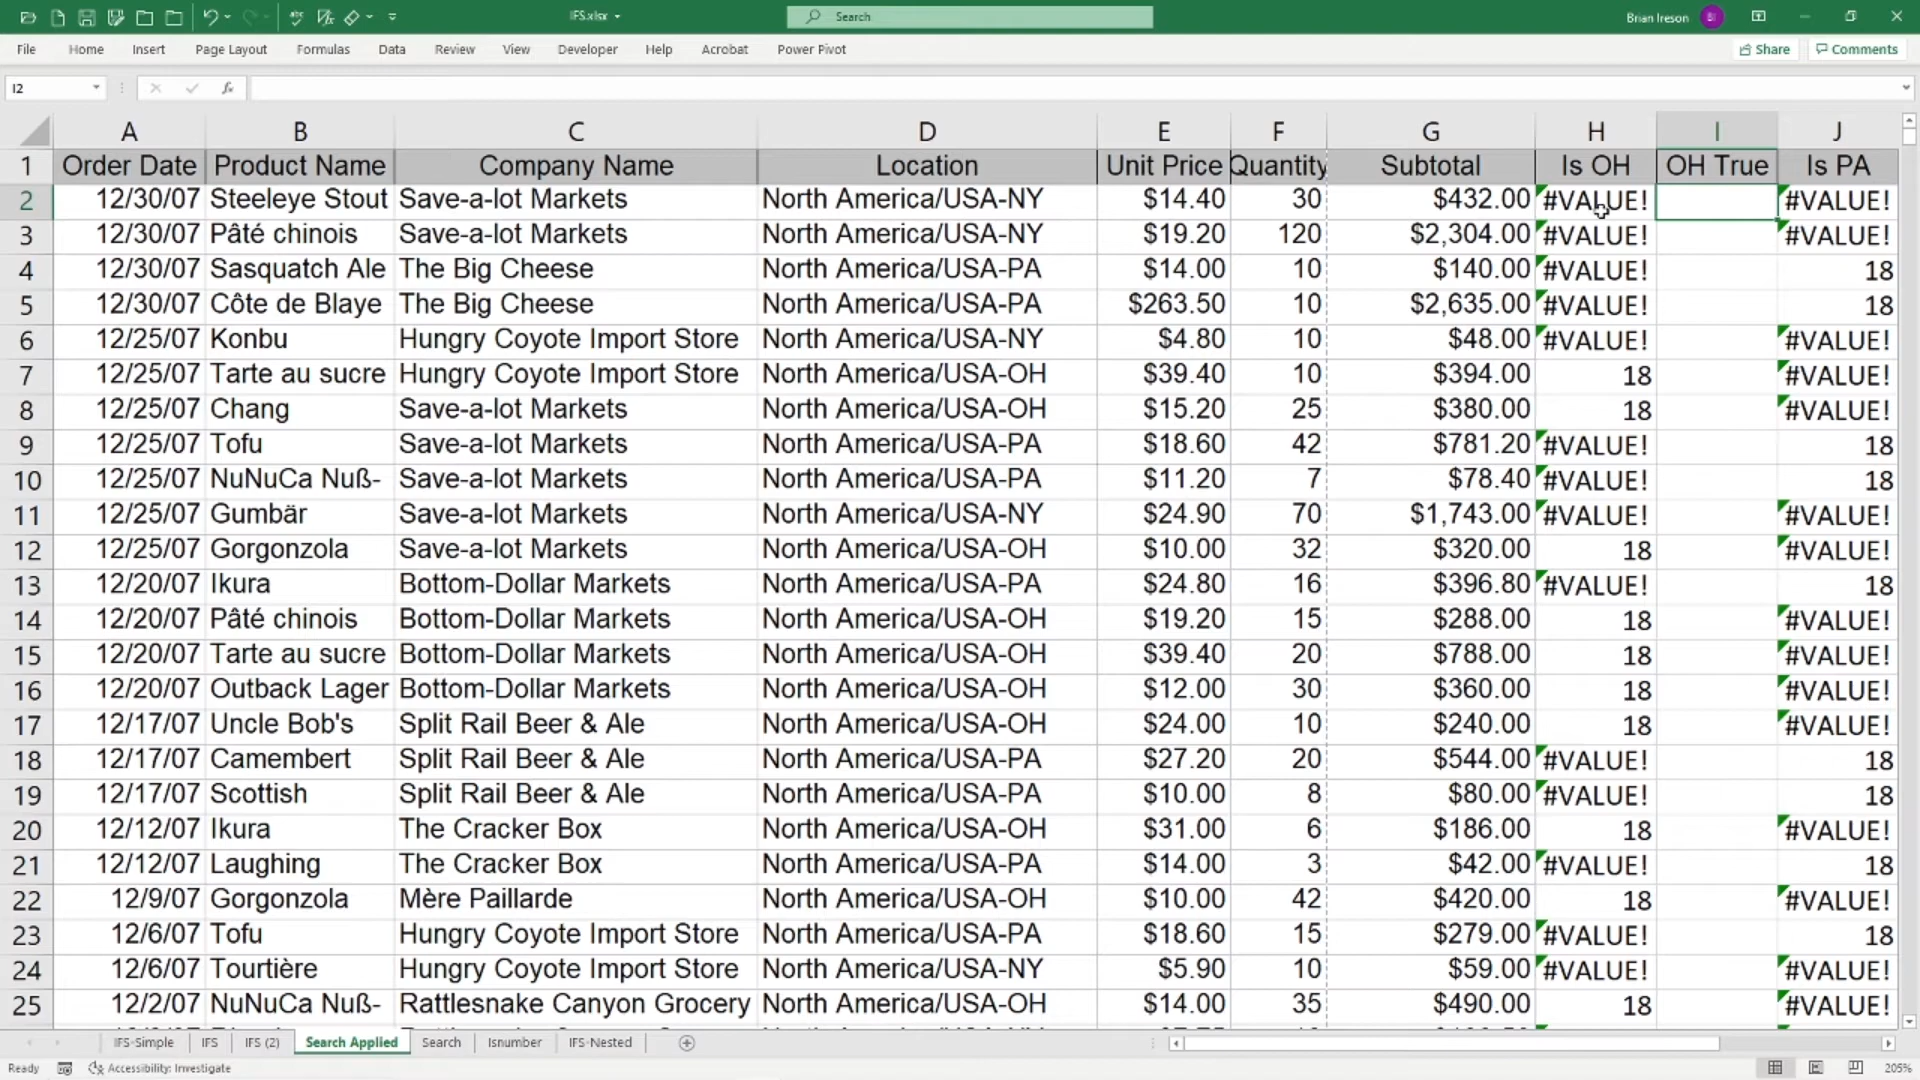 IFS.xlsx
Search
Brian Ireson
BI
File Home Insert Page Layout Formulas Data Review View Developer Help Acrobat Power Pivot
Share Comments
I2
fx
A B C D E F G H I J
1 Order Date Product Name Company Name Location Unit Price Quantity Subtotal Is OH OH True Is PA
2 12/30/07 Steeleye Stout Save-a-lot Markets North America/USA-NY $14.40 30 $432.00 #VALUE! #VALUE!
3 12/30/07 Pâté chinois Save-a-lot Markets North America/USA-NY $19.20 120 $2,304.00 #VALUE! #VALUE!
4 12/30/07 Sasquatch Ale The Big Cheese North America/USA-PA $14.00 10 $140.00 #VALUE! 18
5 12/30/07 Côte de Blaye The Big Cheese North America/USA-PA $263.50 10 $2,635.00 #VALUE! 18
6 12/25/07 Konbu Hungry Coyote Import Store North America/USA-NY $4.80 10 $48.00 #VALUE! #VALUE!
7 12/25/07 Tarte au sucre Hungry Coyote Import Store North America/USA-OH $39.40 10 $394.00 18 #VALUE!
8 12/25/07 Chang Save-a-lot Markets North America/USA-OH $15.20 25 $380.00 18 #VALUE!
9 12/25/07 Tofu Save-a-lot Markets North America/USA-PA $18.60 42 $781.20 #VALUE! 18
10 12/25/07 NuNuCa Nuß- Save-a-lot Markets North America/USA-PA $11.20 7 $78.40 #VALUE! 18
11 12/25/07 Gumbär Save-a-lot Markets North America/USA-NY $24.90 70 $1,743.00 #VALUE! #VALUE!
12 12/25/07 Gorgonzola Save-a-lot Markets North America/USA-OH $10.00 32 $320.00 18 #VALUE!
13 12/20/07 Ikura Bottom-Dollar Markets North America/USA-PA $24.80 16 $396.80 #VALUE! 18
14 12/20/07 Pâté chinois Bottom-Dollar Markets North America/USA-OH $19.20 15 $288.00 18 #VALUE!
15 12/20/07 Tarte au sucre Bottom-Dollar Markets North America/USA-OH $39.40 20 $788.00 18 #VALUE!
16 12/20/07 Outback Lager Bottom-Dollar Markets North America/USA-OH $12.00 30 $360.00 18 #VALUE!
17 12/17/07 Uncle Bob's Split Rail Beer & Ale North America/USA-OH $24.00 10 $240.00 18 #VALUE!
18 12/17/07 Camembert Split Rail Beer & Ale North America/USA-PA $27.20 20 $544.00 #VALUE! 18
19 12/17/07 Scottish Split Rail Beer & Ale North America/USA-PA $10.00 8 $80.00 #VALUE! 18
20 12/12/07 Ikura The Cracker Box North America/USA-OH $31.00 6 $186.00 18 #VALUE!
21 12/12/07 Laughing The Cracker Box North America/USA-PA $14.00 3 $42.00 #VALUE! 18
22 12/9/07 Gorgonzola Mère Paillarde North America/USA-OH $10.00 42 $420.00 18 #VALUE!
23 12/6/07 Tofu Hungry Coyote Import Store North America/USA-PA $18.60 15 $279.00 #VALUE! 18
24 12/6/07 Tourtière Hungry Coyote Import Store North America/USA-NY $5.90 10 $59.00 #VALUE! #VALUE!
25 12/2/07 NuNuCa Nuß- Rattlesnake Canyon Grocery North America/USA-OH $14.00 35 $490.00 18 #VALUE!
IFS-Simple IFS IFS (2) Search Applied Search Isnumber IFS-Nested
Ready Accessibility: Investigate 205%